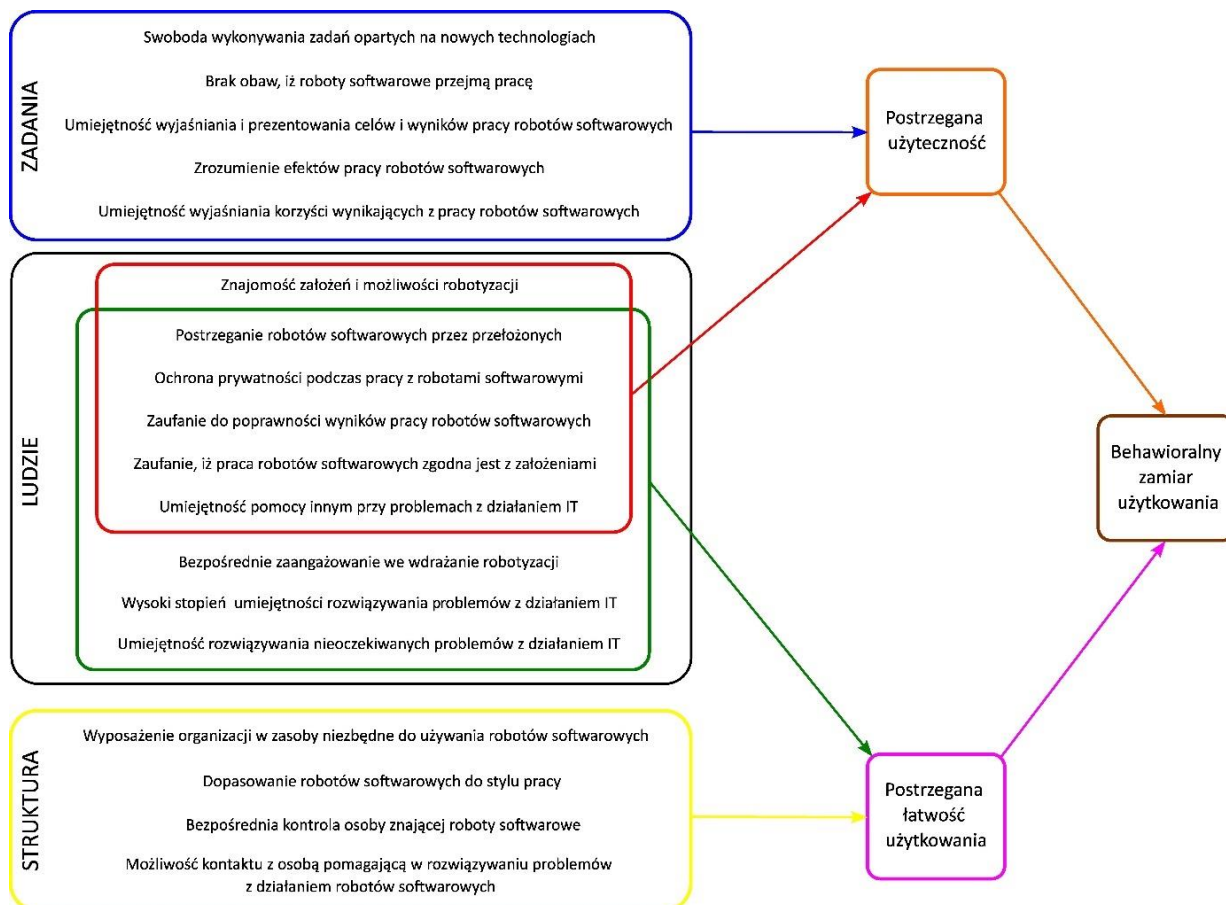 ZADANIA
Swoboda wykonywania zadań opartych na nowych technologiach
Brak obaw, iż roboty softwarowe przejmą pracę
Umiejętność wyjaśniania i prezentowania celów i wyników pracy robotów softwarowych
Zrozumienie efektów pracy robotów softwarowych
Umiejętność wyjaśniania korzyści wynikających z pracy robotów softwarowych
LUDZIE
Znajomość założeń i możliwości robotyzacji
Postrzeganie robotów softwarowych przez przełożonych
Ochrona prywatności podczas pracy z robotami softwarowymi
Zaufanie do poprawności wyników pracy robotów softwarowych
Zaufanie, iż praca robotów softwarowych zgodna jest z założeniami
Umiejętność pomocy innym przy problemach z działaniem IT
Bezpośrednie zaangażowanie we wdrażanie robotyzacji
Wysoki stopień umiejętności rozwiązywania problemów z działaniem IT
Umiejętność rozwiązywania nieoczekiwanych problemów z działaniem IT
STRUKTURA
Wyposażenie organizacji w zasoby niezbędne do używania robotów softwarowych
Dopasowanie robotów softwarowych do stylu pracy
Bezpośrednia kontrola osoby znającej roboty softwarowe
Możliwość kontaktu z osobą pomagającą w rozwiązywaniu problemów
z działaniem robotów softwarowych
Postrzegana
użyteczność
Postrzegana
łatwość
użytkowania
Behawioralny
zamiar
użytkowania